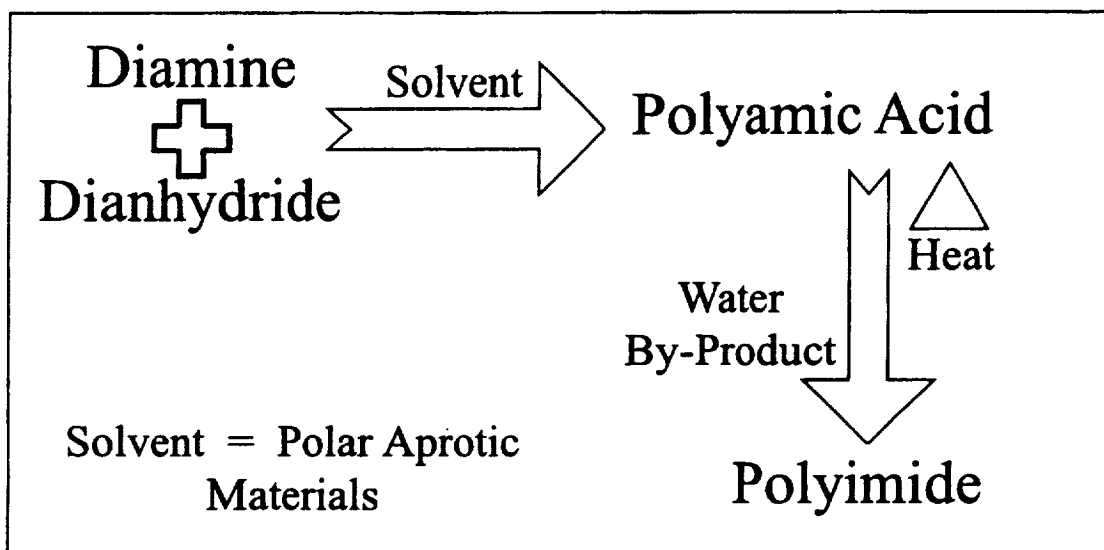 Diamine
Solvent
Dianhydride
Polyamic Acid
Heat
Water
By-Product
Solvent = Polar Aprotic
Materials
Polyimide